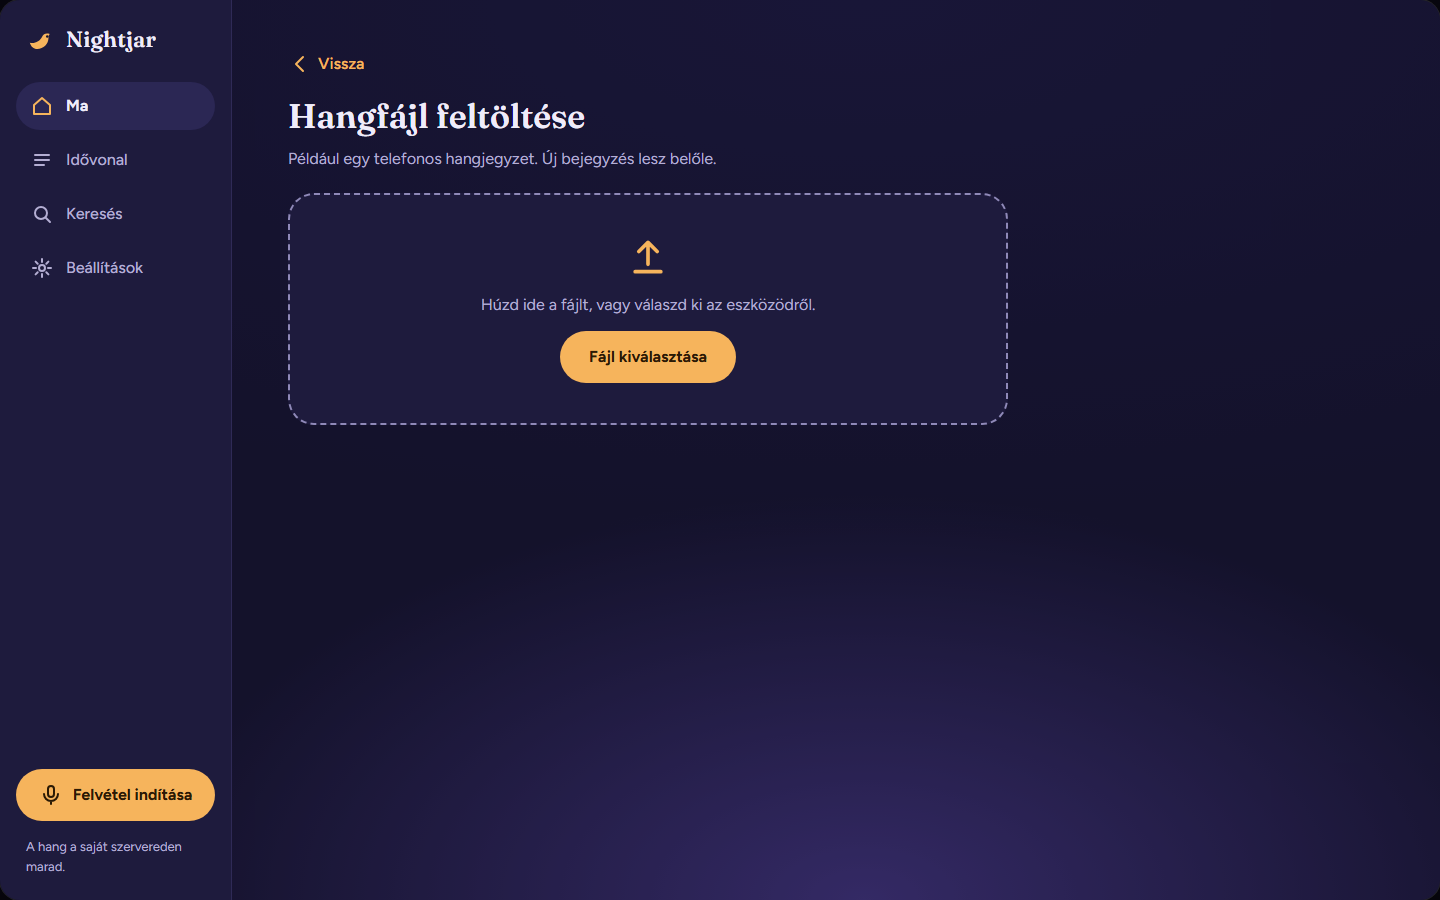 Nightjar
Ma
Idővonal
Keresés
Beállítások
Felvétel indítása
A hang a saját szervereden
marad.
Vissza
Hangfájl feltöltése
Például egy telefonos hangjegyzet. Új bejegyzés lesz belőle.
Húzd ide a fájlt, vagy válaszd ki az eszközödről.
Fájl kiválasztása